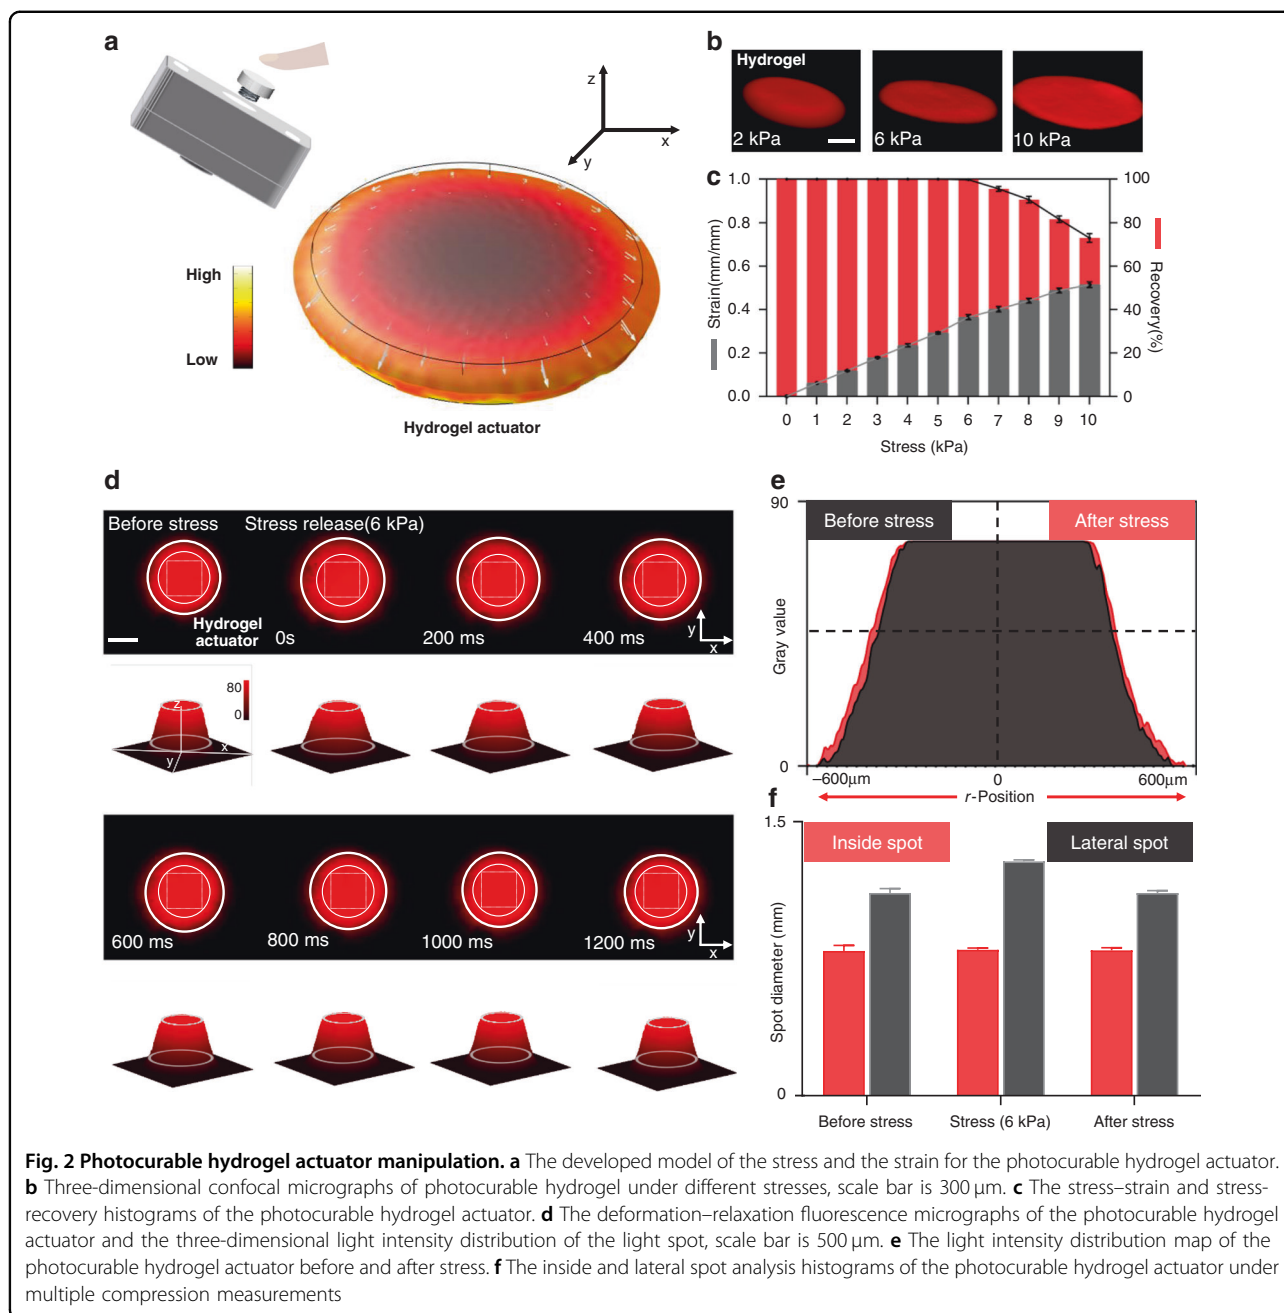 a
z
x
y
High
Low
Hydrogel actuator
b
Hydrogel
2 kPa
6 kPa
10 kPa
c
1.0
0.8
0.6
0.4
0.2
0.0
Strain(mm/mm)
100
80
60
40
20
0
Recovery(%)
0 1 2 3 4 5 6 7 8 9 10
Stress (kPa)
d
Before stress
Stress release(6 kPa)
Hydrogel
actuator
0s
200 ms
400 ms
y
x
80
0
z
x
y
600 ms
800 ms
1000 ms
1200 ms
y
x
e
90
Before stress
After stress
Gray value
0
−600μm
0
600μm
r-Position
f
1.5
Inside spot
Lateral spot
Spot diameter (mm)
0
Before stress
Stress (6 kPa)
After stress
Fig. 2 Photocurable hydrogel actuator manipulation. a The developed model of the stress and the strain for the photocurable hydrogel actuator.
b Three-dimensional confocal micrographs of photocurable hydrogel under different stresses, scale bar is 300 μm. c The stress–strain and stress-
recovery histograms of the photocurable hydrogel actuator. d The deformation–relaxation fluorescence micrographs of the photocurable hydrogel
actuator and the three-dimensional light intensity distribution of the light spot, scale bar is 500 μm. e The light intensity distribution map of the
photocurable hydrogel actuator before and after stress. f The inside and lateral spot analysis histograms of the photocurable hydrogel actuator under
multiple compression measurements